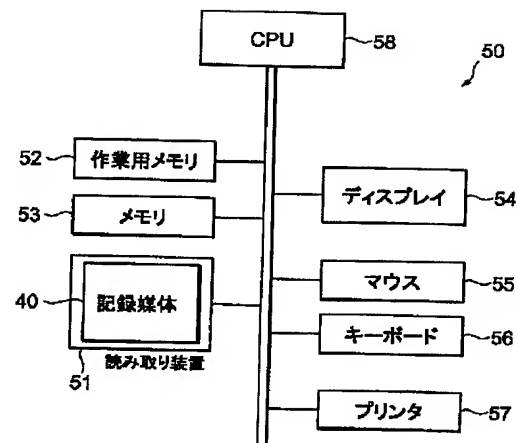 CPU
58
50
52
作業用メモリ
53
メモリ
ディスプレイ
54
40
記録媒体
51
読み取り装置
マウス
55
キーボード
56
プリンタ
57